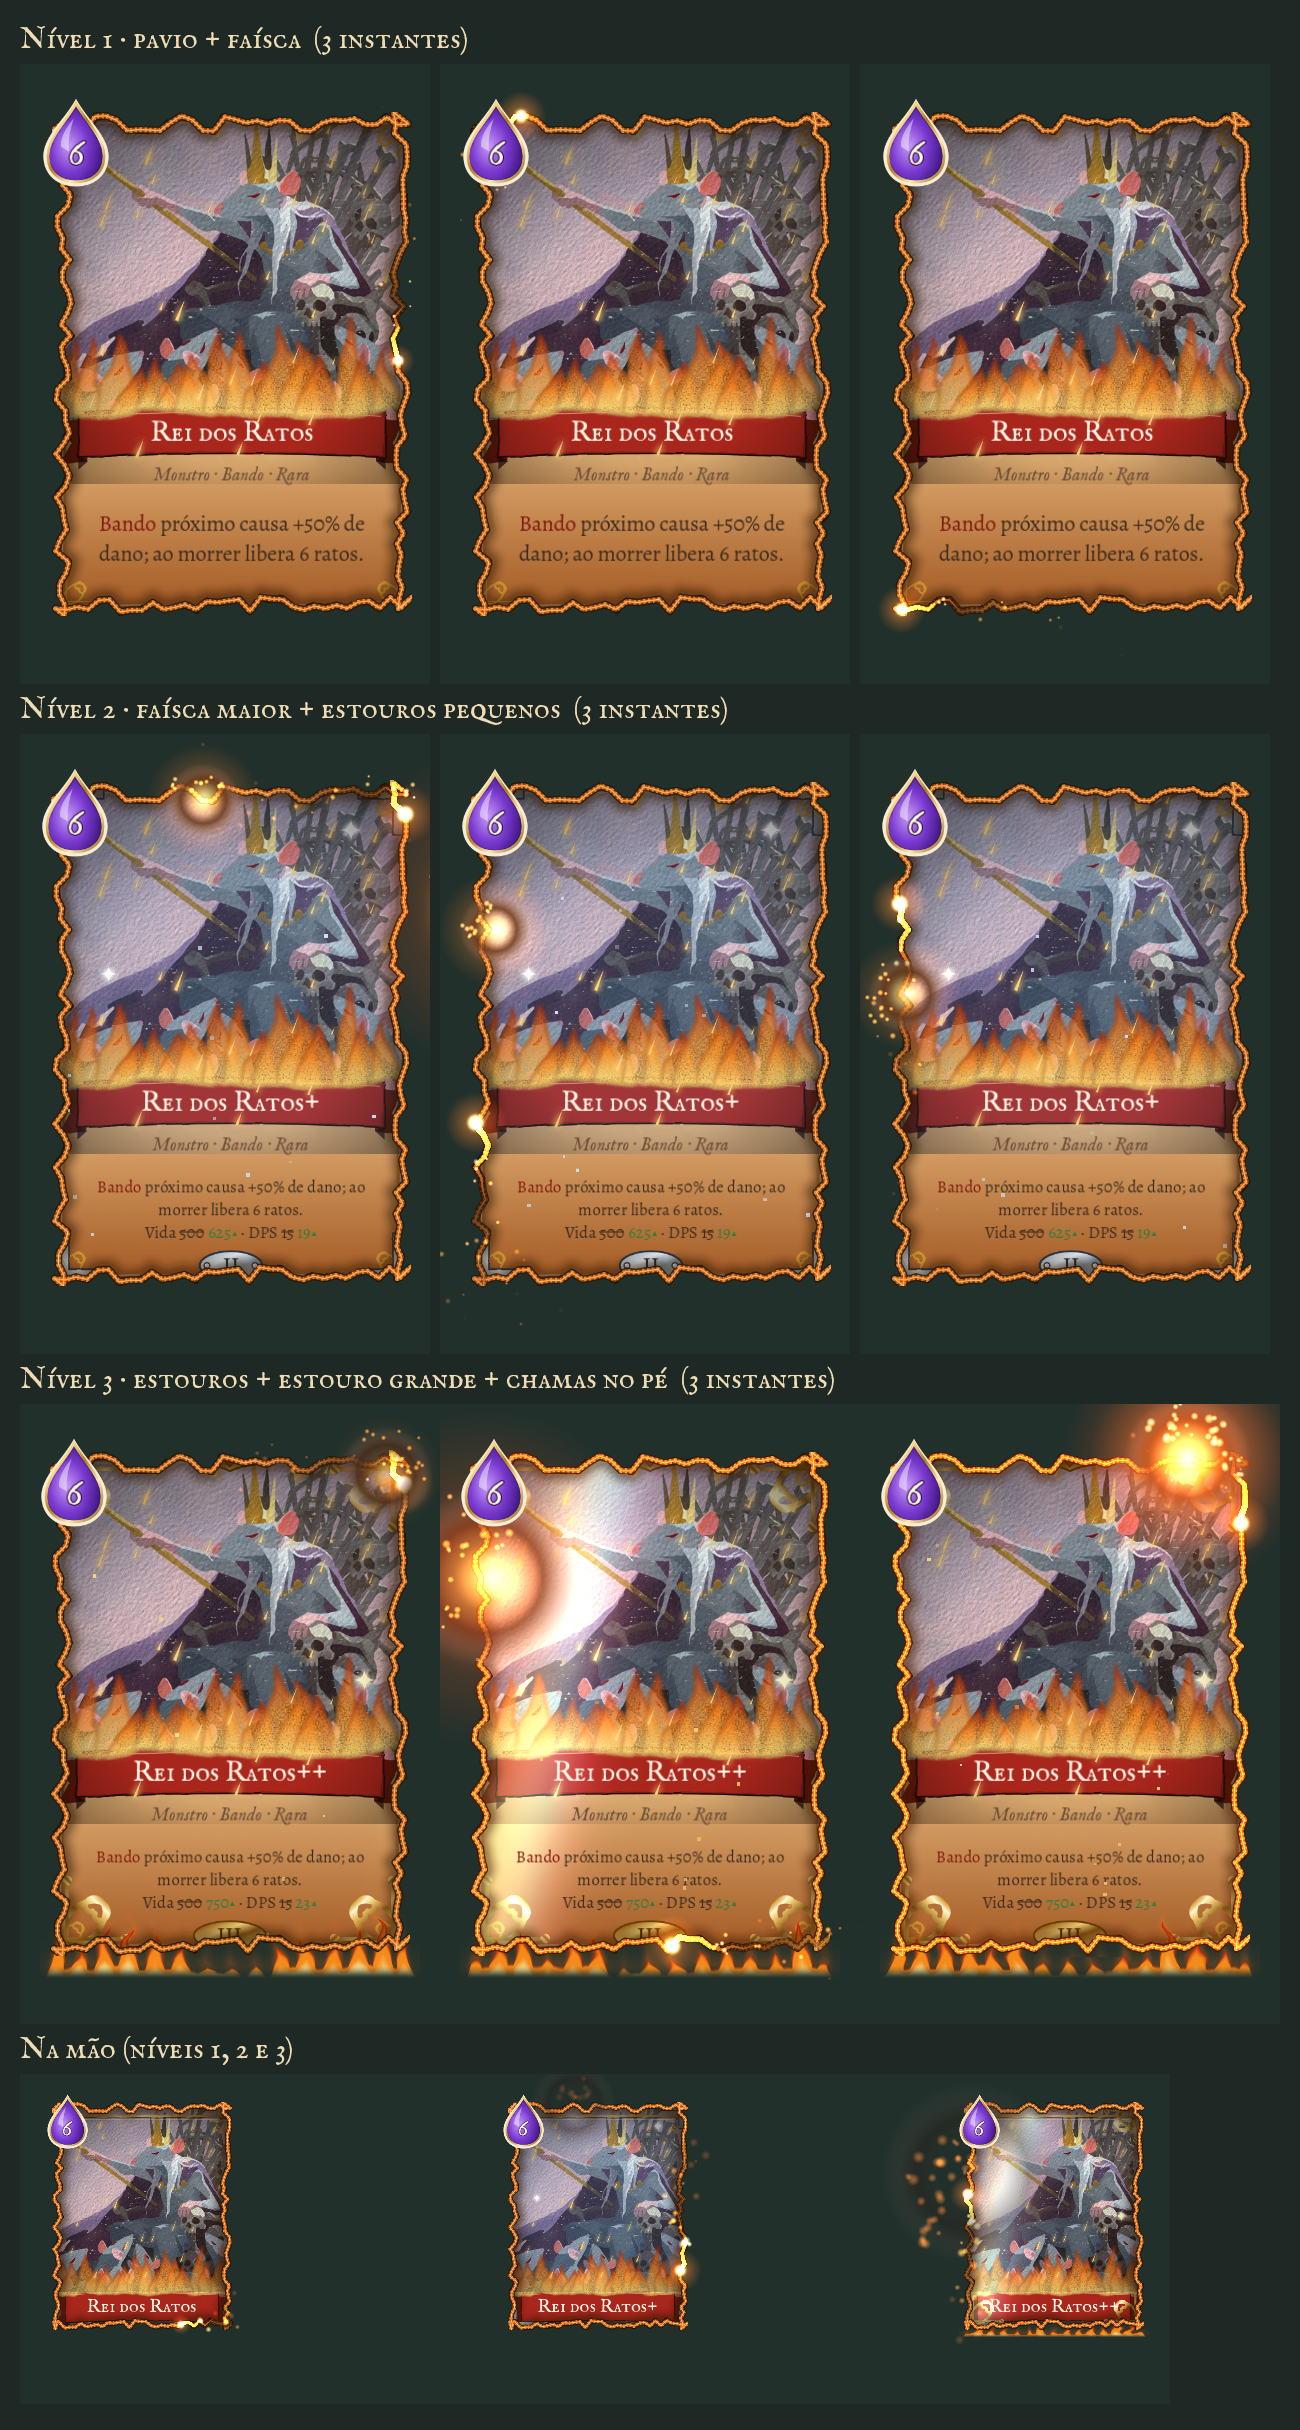 Nível 1 · pavio + faísca (3 instantes)
6
Rei dos Ratos
Monstro · Bando · Rara
Bando próximo causa +50% de
dano; ao morrer libera 6 ratos.
6
Rei dos Ratos
Monstro · Bando · Rara
Bando próximo causa +50% de
dano; ao morrer libera 6 ratos.
6
Rei dos Ratos
Monstro · Bando · Rara
Bando próximo causa +50% de
dano; ao morrer libera 6 ratos.
Nível 2 · faísca maior + estouros pequenos (3 instantes)
6
Rei dos Ratos+
Monstro · Bando · Rara
Bando próximo causa +50% de dano; ao
morrer libera 6 ratos.
Vida 500 625▲ · DPS 15 19▲
II
6
Rei dos Ratos+
Monstro · Bando · Rara
Bando próximo causa +50% de dano; ao
morrer libera 6 ratos.
Vida 500 625▲ · DPS 15 19▲
II
6
Rei dos Ratos+
Monstro · Bando · Rara
Bando próximo causa +50% de dano; ao
morrer libera 6 ratos.
Vida 500 625▲ · DPS 15 19▲
II
Nível 3 · estouros + estouro grande + chamas no pé (3 instantes)
6
Rei dos Ratos++
Monstro · Bando · Rara
Bando próximo causa +50% de dano; ao
morrer libera 6 ratos.
Vida 500 750▲ · DPS 15 23▲
III
6
Rei dos Ratos++
Monstro · Bando · Rara
Bando próximo causa +50% de dano; ao
morrer libera 6 ratos.
Vida 500 750▲ · DPS 15 23▲
III
6
Rei dos Ratos++
Monstro · Bando · Rara
Bando próximo causa +50% de dano; ao
morrer libera 6 ratos.
Vida 500 750▲ · DPS 15 23▲
III
Na mão (níveis 1, 2 e 3)
6
Rei dos Ratos
6
Rei dos Ratos+
6
Rei dos Ratos++